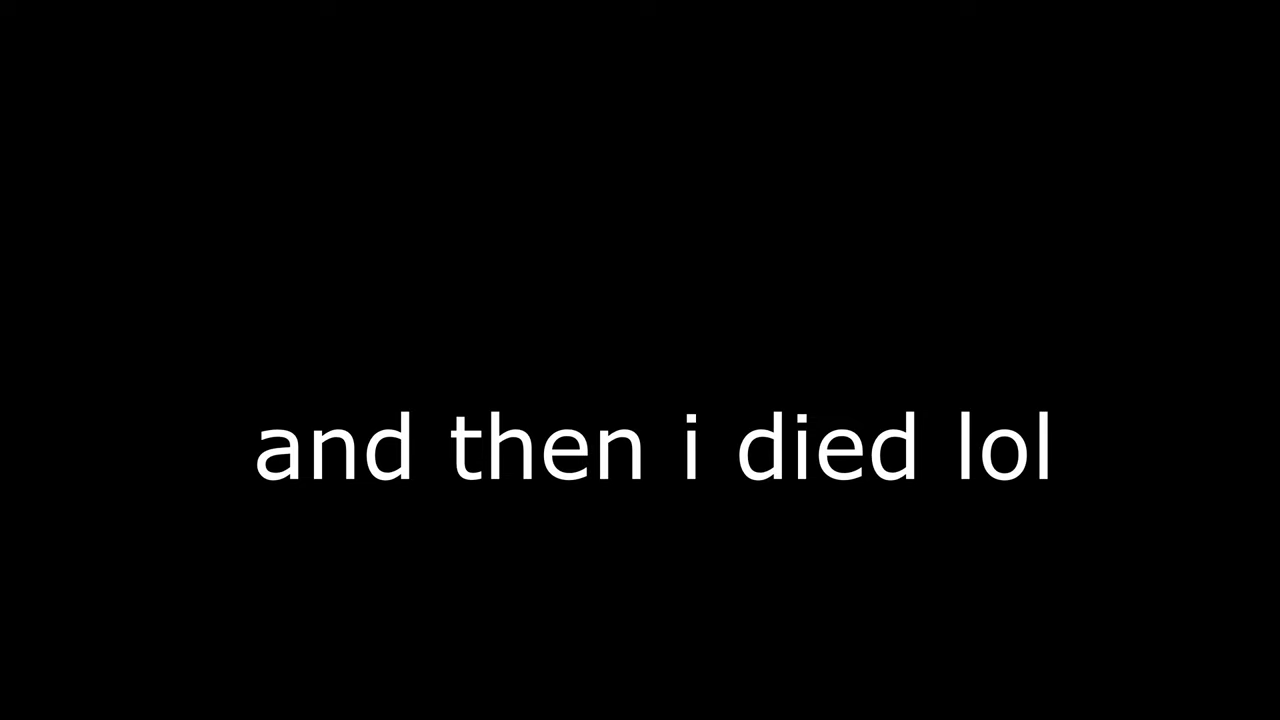 and then i died lol